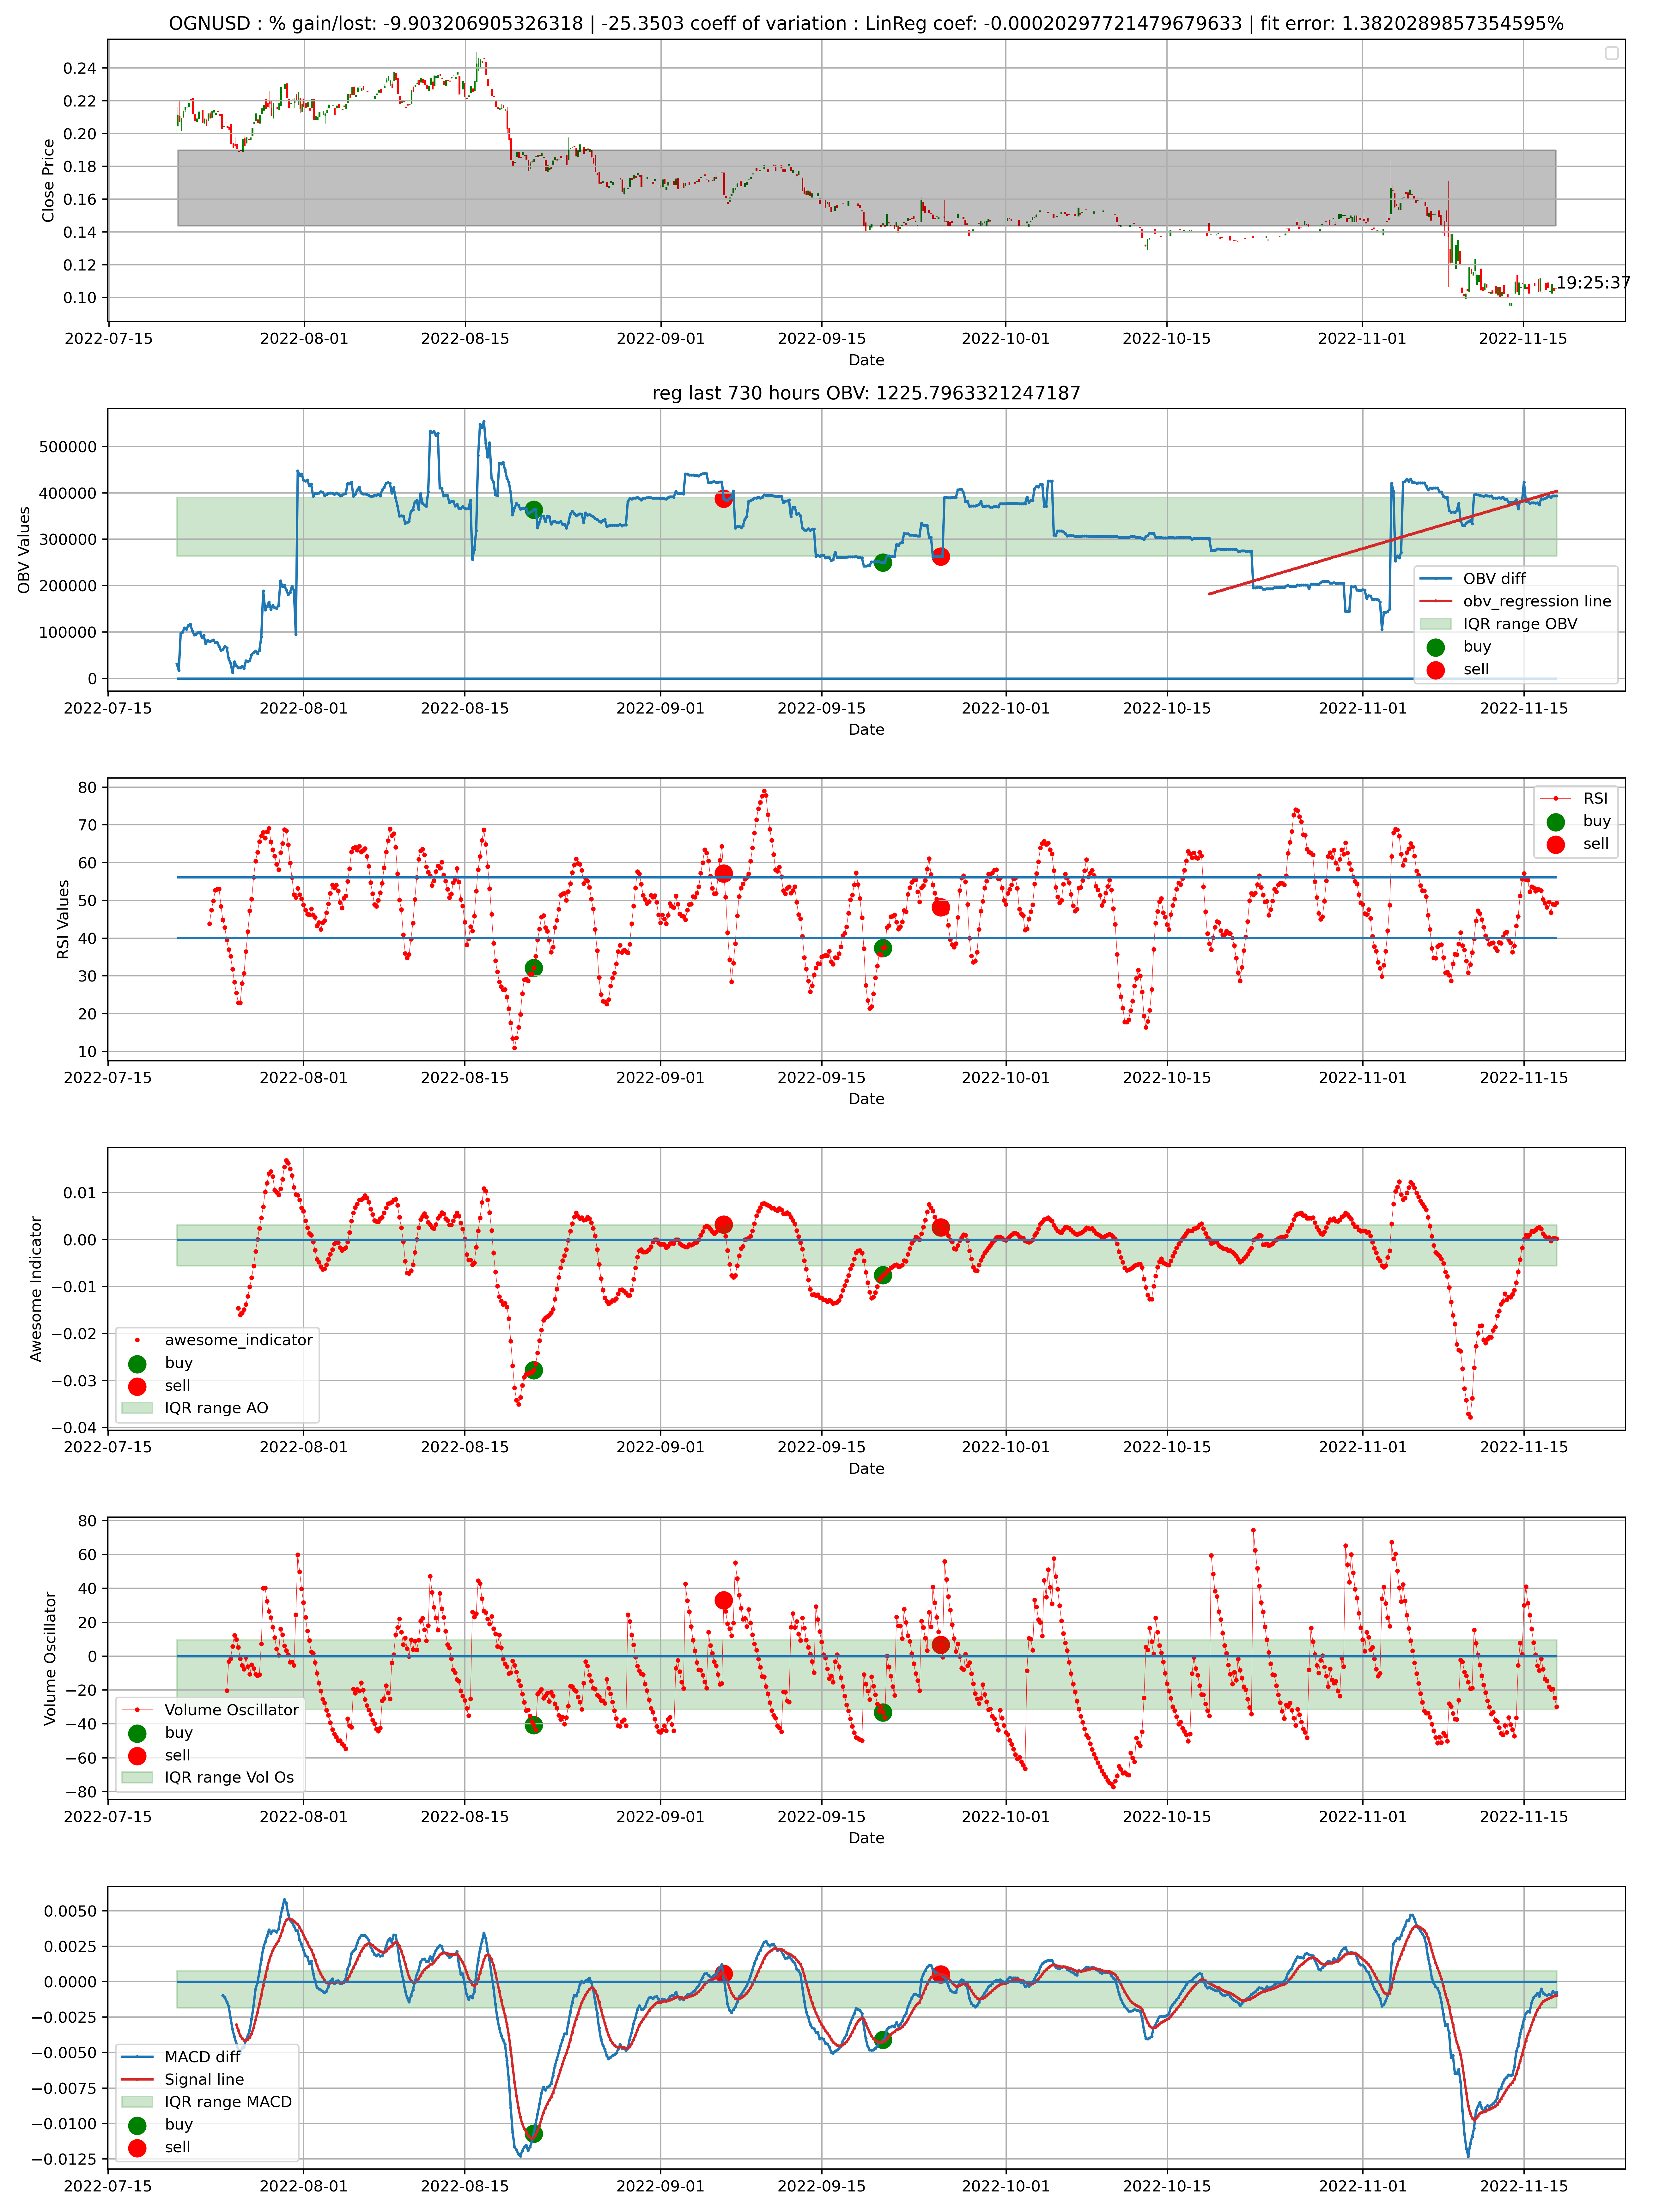 OGNUSD : % gain/lost: -9.903206905326318 | -25.3503 coeff of variation : LinReg coef: -0.00020297721479679633 | fit error: 1.3820289857354595%
Close Price
0.24
0.22
0.20
0.18
0.16
0.14
0.12
0.10
19:25:37
2022-07-15 2022-08-01 2022-08-15 2022-09-01 2022-09-15 2022-10-01 2022-10-15 2022-11-01 2022-11-15
Date
reg last 730 hours OBV: 1225.7963321247187
OBV Values
500000
400000
300000
200000
100000
0
OBV diff
obv_regression line
IQR range OBV
buy
sell
2022-07-15 2022-08-01 2022-08-15 2022-09-01 2022-09-15 2022-10-01 2022-10-15 2022-11-01 2022-11-15
Date
RSI Values
80
70
60
50
40
30
20
10
RSI
buy
sell
2022-07-15 2022-08-01 2022-08-15 2022-09-01 2022-09-15 2022-10-01 2022-10-15 2022-11-01 2022-11-15
Date
Awesome Indicator
0.01
0.00
−0.01
−0.02
−0.03
−0.04
awesome_indicator
buy
sell
IQR range AO
2022-07-15 2022-08-01 2022-08-15 2022-09-01 2022-09-15 2022-10-01 2022-10-15 2022-11-01 2022-11-15
Date
Volume Oscillator
80
60
40
20
0
−20
−40
−60
−80
Volume Oscillator
buy
sell
IQR range Vol Os
2022-07-15 2022-08-01 2022-08-15 2022-09-01 2022-09-15 2022-10-01 2022-10-15 2022-11-01 2022-11-15
Date
0.0050
0.0025
0.0000
−0.0025
−0.0050
−0.0075
−0.0100
−0.0125
MACD diff
Signal line
IQR range MACD
buy
sell
2022-07-15 2022-08-01 2022-08-15 2022-09-01 2022-09-15 2022-10-01 2022-10-15 2022-11-01 2022-11-15